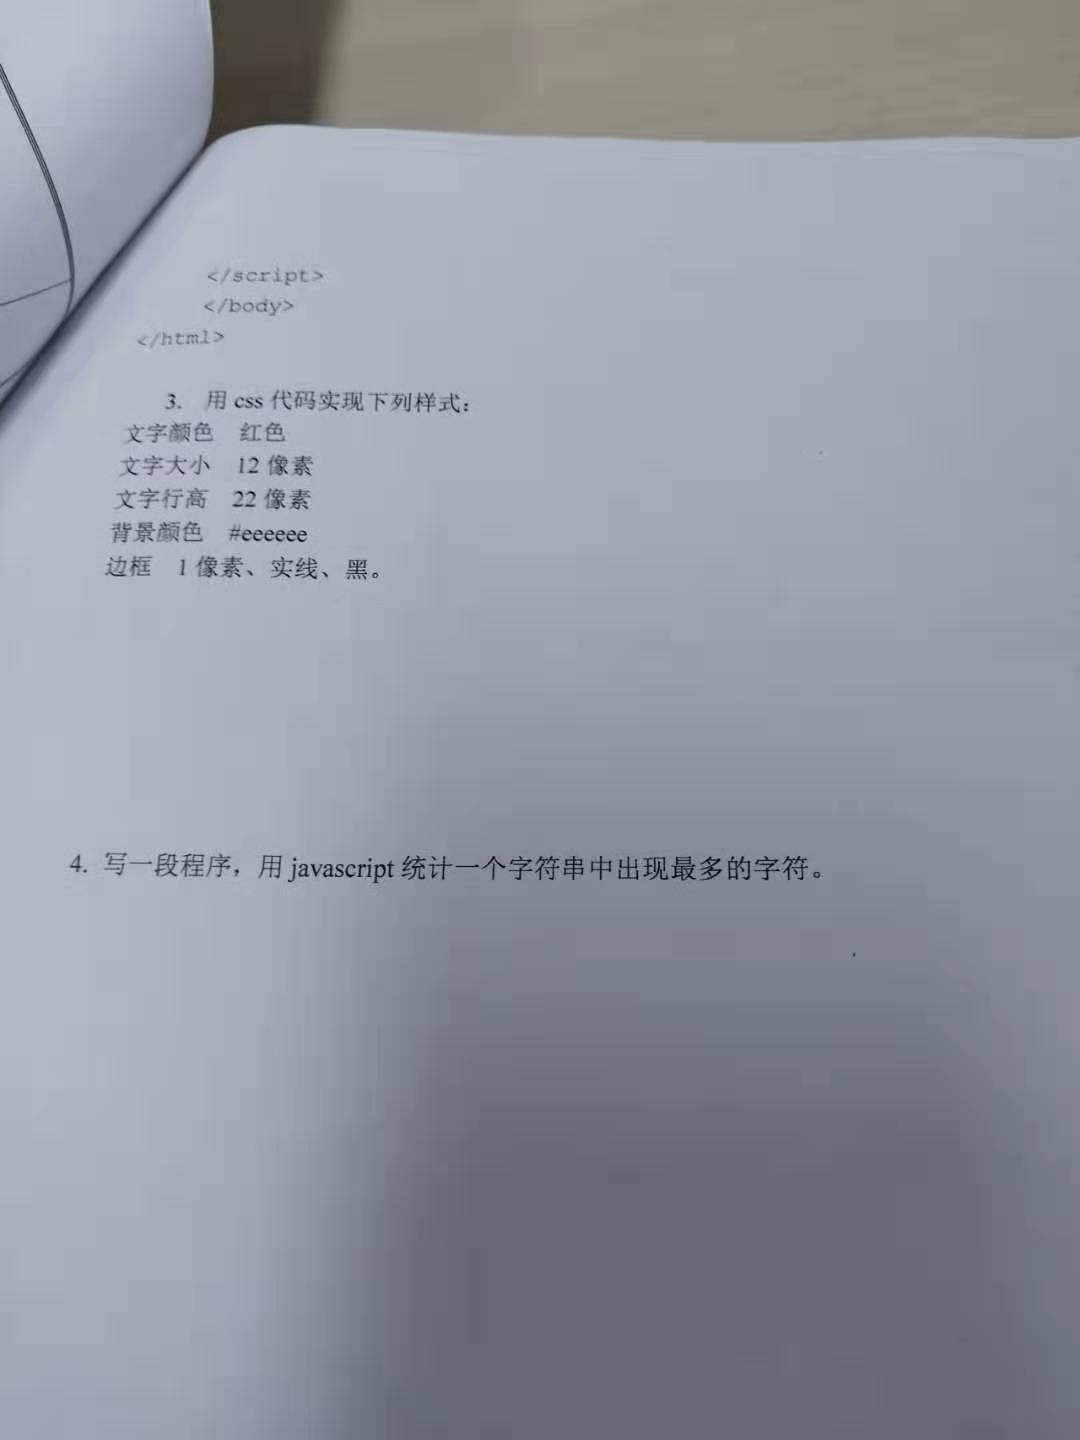 </script>
</body>
</html>
3. 用 css 代码实现下列样式：
文字颜色 红色
文字大小 12 像素
文字行高 22 像素
背景颜色 #eeeeee
边框 1 像素、实线、黑。
4. 写一段程序，用 javascript 统计一个字符串中出现最多的字符。